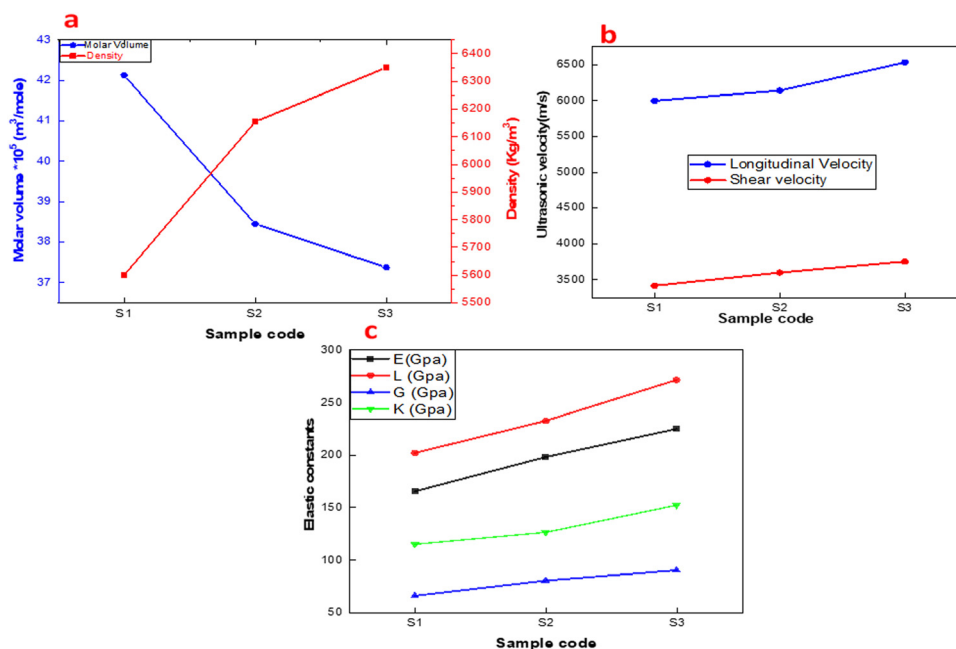 a
Molar Volume
Density
43
42
41
40
39
38
37
Molar volume *10⁵ (m³/mole)
6400
6300
6200
6100
6000
5900
5800
5700
5600
5500
Density (Kg/m³)
S1 S2 S3
Sample code
b
6500
6000
5500
5000
4500
4000
3500
Ultrasonic velocity(m/s)
Longitudinal Velocity
Shear velocity
S1 S2 S3
Sample code
c
E(Gpa)
L (Gpa)
G (Gpa)
K (Gpa)
300
250
200
150
100
50
Elastic constants
S1 S2 S3
Sample code